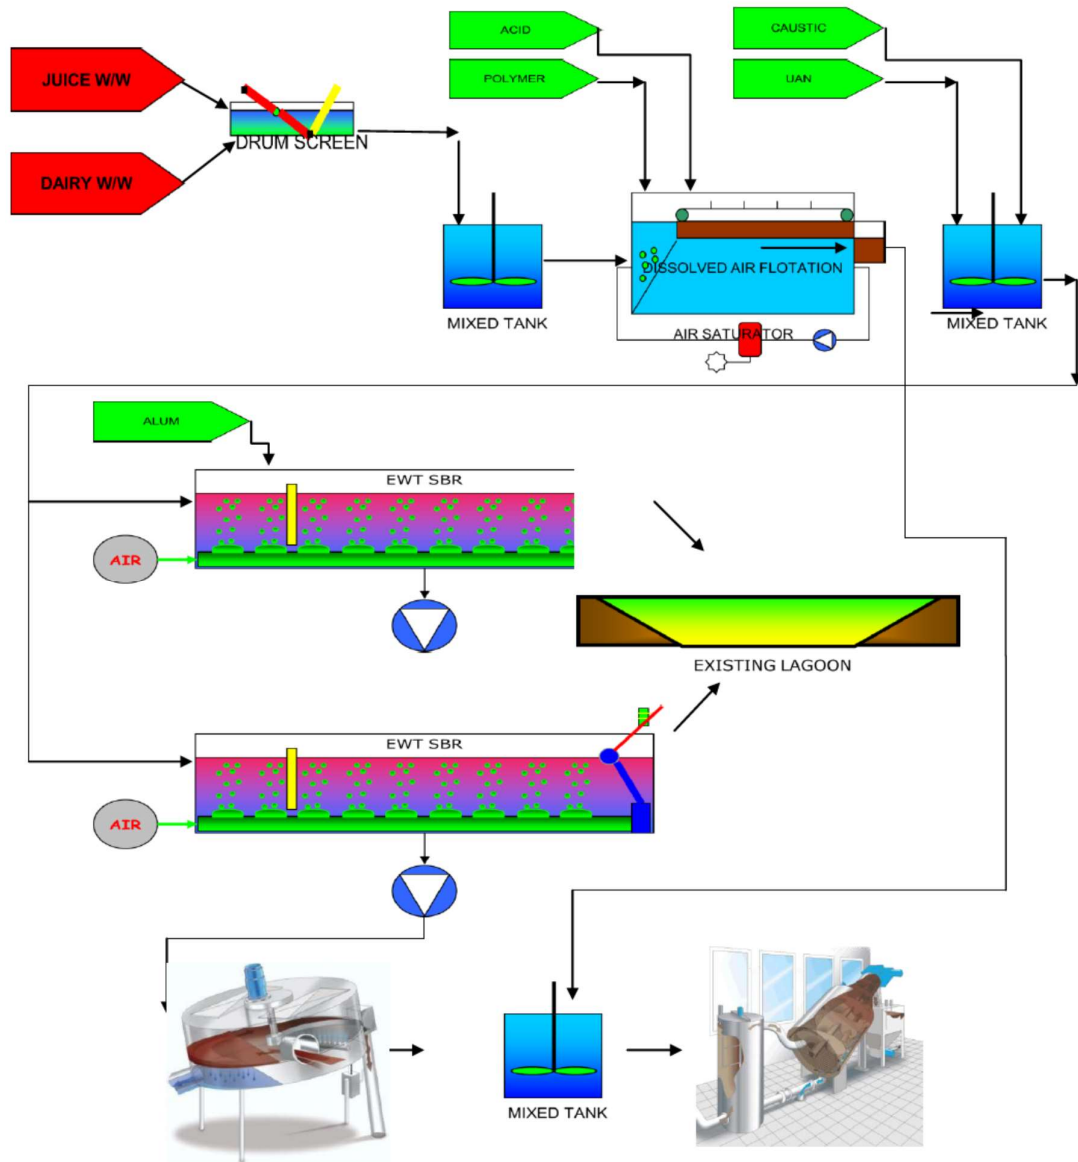 ACID
CAUSTIC
JUICE W/W
POLYMER
UAN
DRUM SCREEN
DAIRY W/W
DISSOLVED AIR FLOTATION
MIXED TANK
AIR SATURATOR
MIXED TANK
ALUM
EWT SBR
AIR
EXISTING LAGOON
EWT SBR
AIR
MIXED TANK